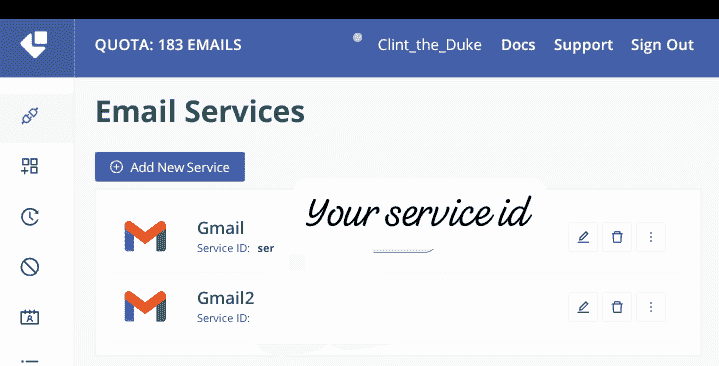 QUOTA: 183 EMAILS Clint_the_Duke Docs Support Sign Out
Email Services
Add New Service
Your service id
Gmail
Service ID: ser
Gmail2
Service ID: